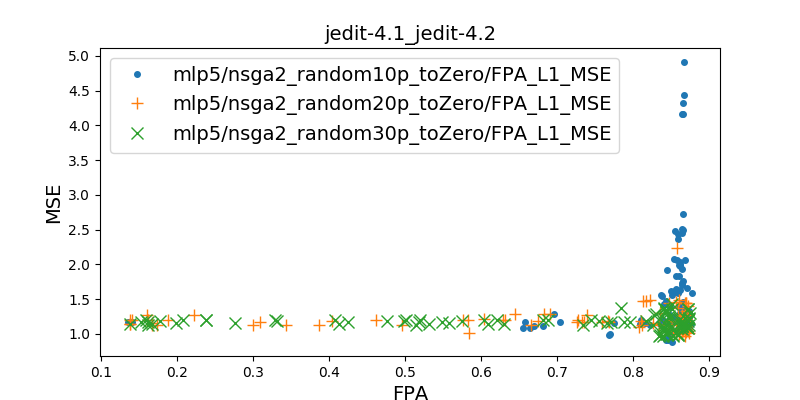 jedit-4.1_jedit-4.2
mlp5/nsga2_random10p_toZero/FPA_L1_MSE
mlp5/nsga2_random20p_toZero/FPA_L1_MSE
mlp5/nsga2_random30p_toZero/FPA_L1_MSE
MSE
5.0
4.5
4.0
3.5
3.0
2.5
2.0
1.5
1.0
0.1 0.2 0.3 0.4 0.5 0.6 0.7 0.8 0.9
FPA